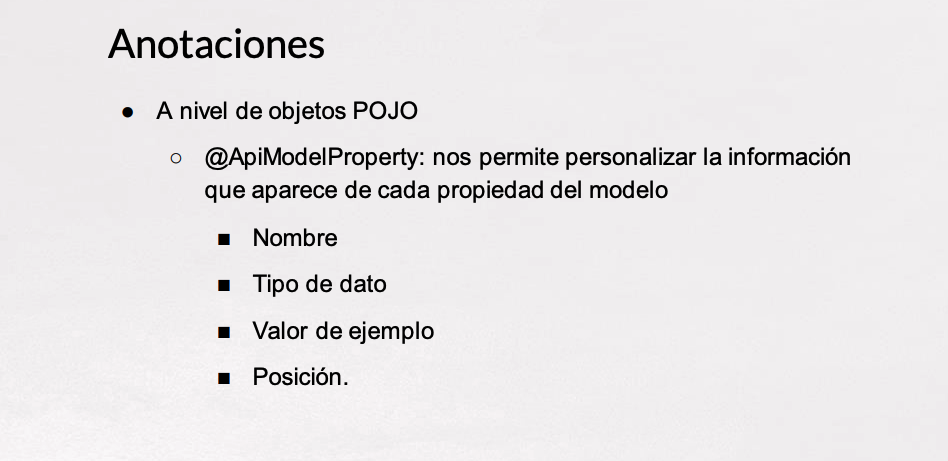 Anotaciones
● A nivel de objetos POJO
○ @ApiModelProperty: nos permite personalizar la información
que aparece de cada propiedad del modelo
■ Nombre
■ Tipo de dato
■ Valor de ejemplo
■ Posición.